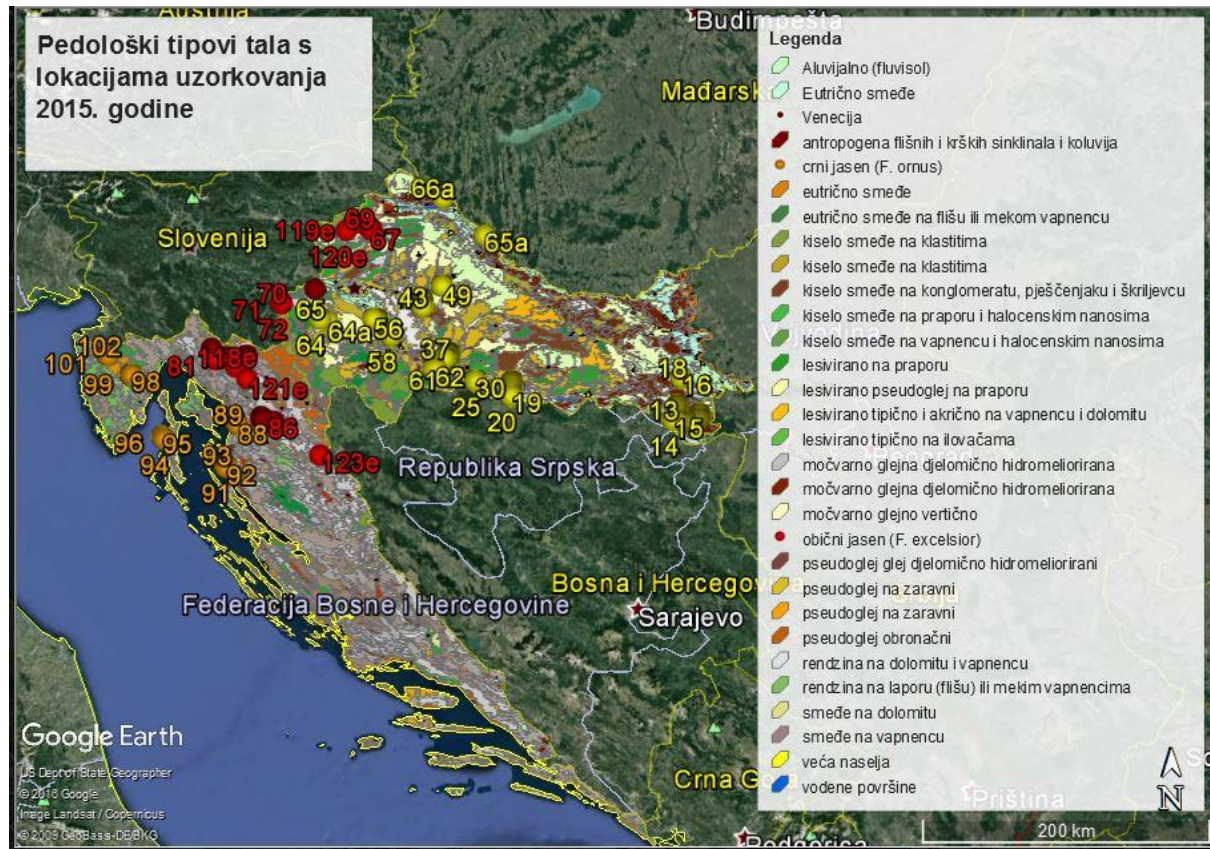 Austrija
Budimpešta
Pedološki tipovi tala s
lokacijama uzorkovanja
2015. godine
Mađarska
Slovenija
66a
65a
119e
69
67
120e
70
71
72
65
64
64a
56
58
43
49
37
61
62
25
30
20
19
18
16
13
14
15
101
102
99
98
81
118e
121e
96
95
94
89
88
86
93
92
91
123e
Republika Srpska
Bosna i Hercegovina
Federacija Bosne i Hercegovine
Sarajevo
Crna Gora
Priština
Podgorica
Google Earth
US Dept of State Geographer
© 2016 Google
Image Landsat / Copernicus
© 2009 GeoBasis-DE/BKG
Legenda
Aluvijalno (fluvisol)
Eutrično smeđe
Venecija
antropogena flišnih i krških sinklinala i koluvija
crni jasen (F. ornus)
eutrično smeđe
eutrično smeđe na flišu ili mekom vapnencu
kiselo smeđe na klastitima
kiselo smeđe na klastitima
kiselo smeđe na konglomeratu, pješčenjaku i škriljevcu
kiselo smeđe na praporu i halocenskim nanosima
kiselo smeđe na vapnencu i halocenskim nanosima
lesivirano na praporu
lesivirano pseudoglej na praporu
lesivirano tipično i akrično na vapnencu i dolomitu
lesivirano tipično na ilovačama
močvarno glejna djelomično hidromeliorirana
močvarno glejna djelomično hidromeliorirana
močvarno glejno vertično
obični jasen (F. excelsior)
pseudoglej glej djelomično hidromeliorirani
pseudoglej na zaravni
pseudoglej na zaravni
pseudoglej obronačni
rendzina na dolomitu i vapnencu
rendzina na laporu (flišu) ili mekim vapnencima
smeđe na dolomitu
smeđe na vapnencu
veća naselja
vodene površine
N
200 km